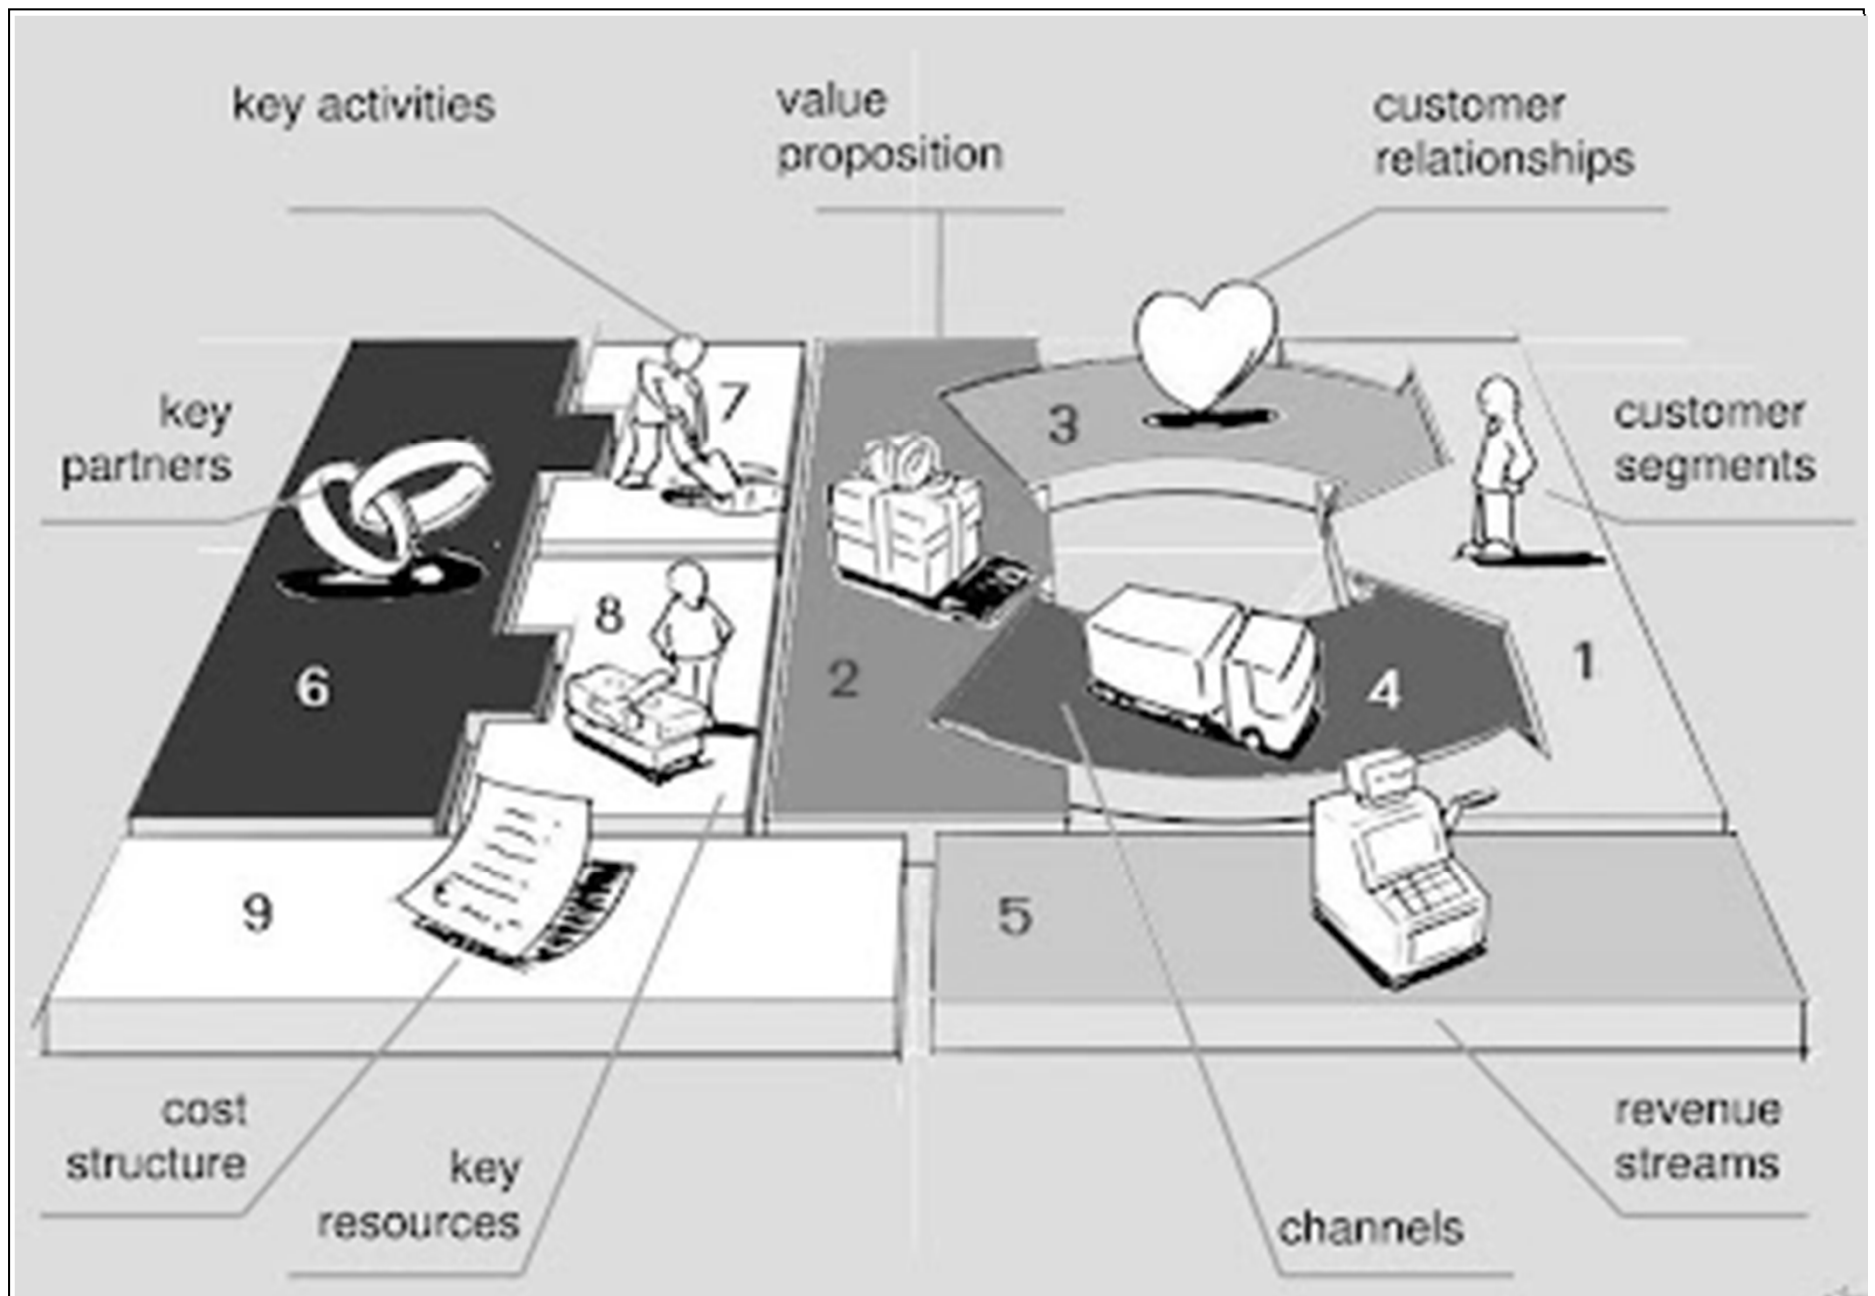 key activities
value
proposition
customer
relationships
key
partners
customer
segments
7
3
8
6
2
4
1
9
5
cost
structure
key
resources
channels
revenue
streams